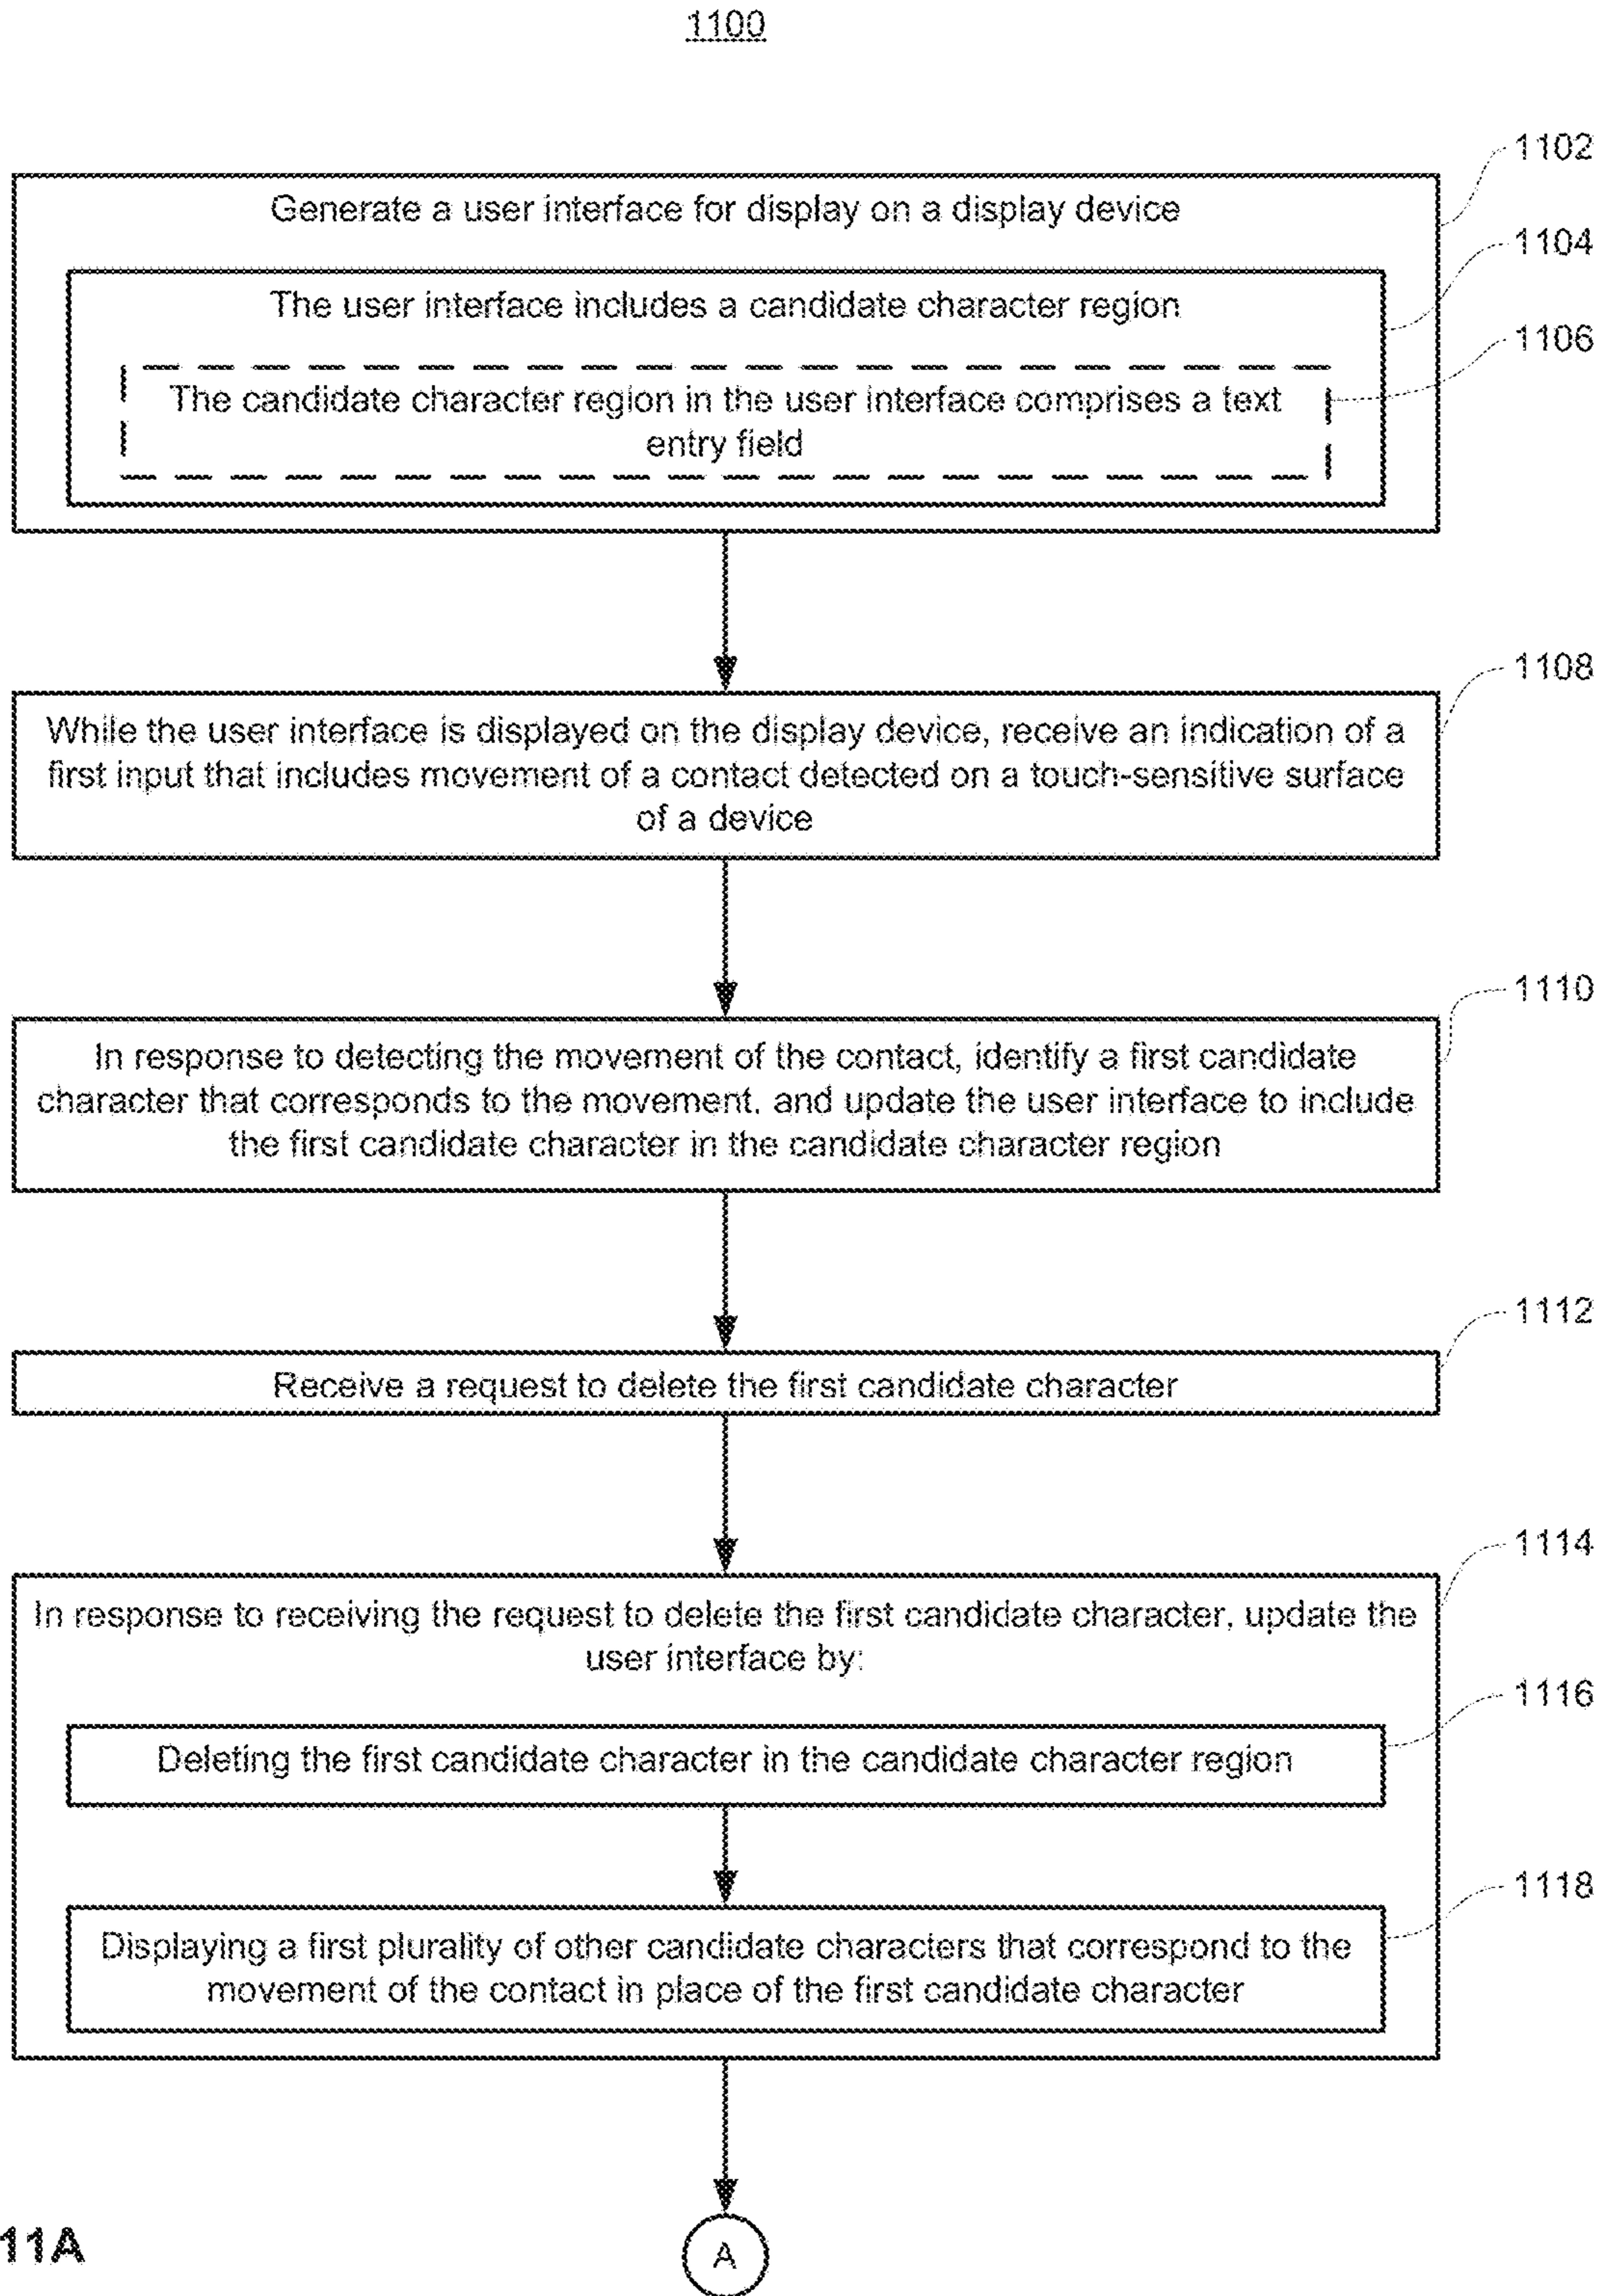 1100
1102
Generate a user interface for display on a display device
1104
The user interface includes a candidate character region
1106
The candidate character region in the user interface comprises a text
entry field
1108
While the user interface is displayed on the display device, receive an indication of a
first input that includes movement of a contact detected on a touch-sensitive surface
of a device
1110
In response to detecting the movement of the contact, identify a first candidate
character that corresponds to the movement, and update the user interface to include
the first candidate character in the candidate character region
1112
Receive a request to delete the first candidate character
1114
In response to receiving the request to delete the first candidate character, update the
user interface by:
1116
Deleting the first candidate character in the candidate character region
1118
Displaying a first plurality of other candidate characters that correspond to the
movement of the contact in place of the first candidate character
11A
A